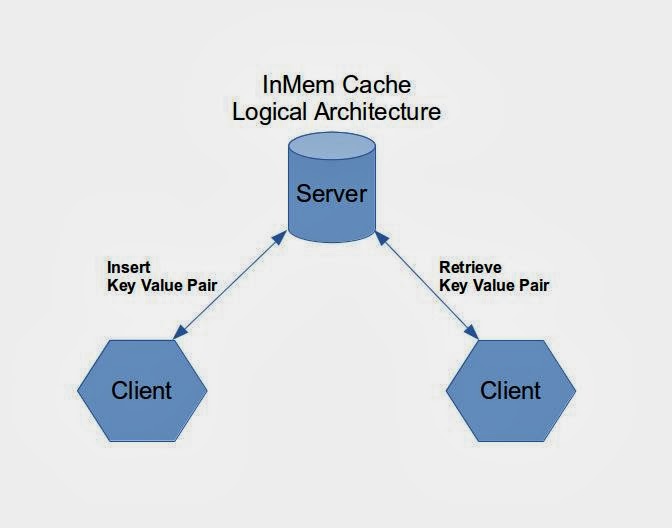 InMem Cache
Logical Architecture
Server
Insert
Key Value Pair
Retrieve
Key Value Pair
Client
Client